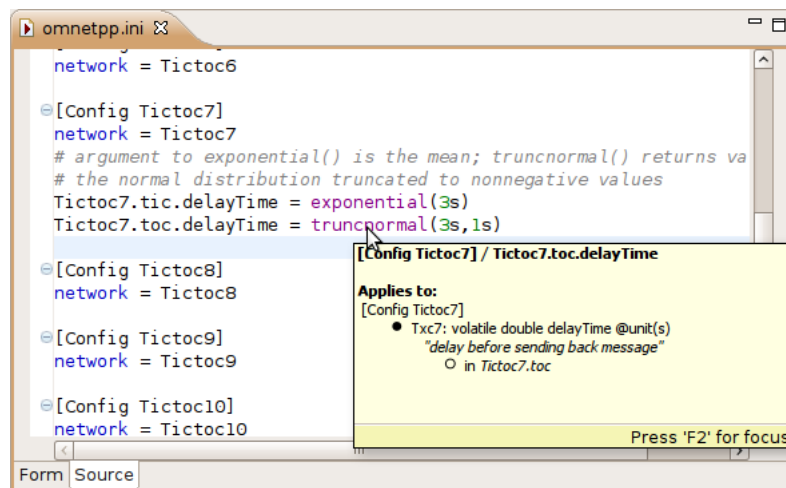 omnetpp.ini
network = Tictoc6
[Config Tictoc7]
network = Tictoc7
# argument to exponential() is the mean; truncnormal() returns va
# the normal distribution truncated to nonnegative values
Tictoc7.tic.delayTime = exponential(3s)
Tictoc7.toc.delayTime = truncnormal(3s,1s)
[Config Tictoc7] / Tictoc7.toc.delayTime
Applies to:
[Config Tictoc7]
Txc7: volatile double delayTime @unit(s)
"delay before sending back message"
in Tictoc7.toc
Press 'F2' for focus
[Config Tictoc8]
network = Tictoc8
[Config Tictoc9]
network = Tictoc9
[Config Tictoc10]
network = Tictoc10
Form Source